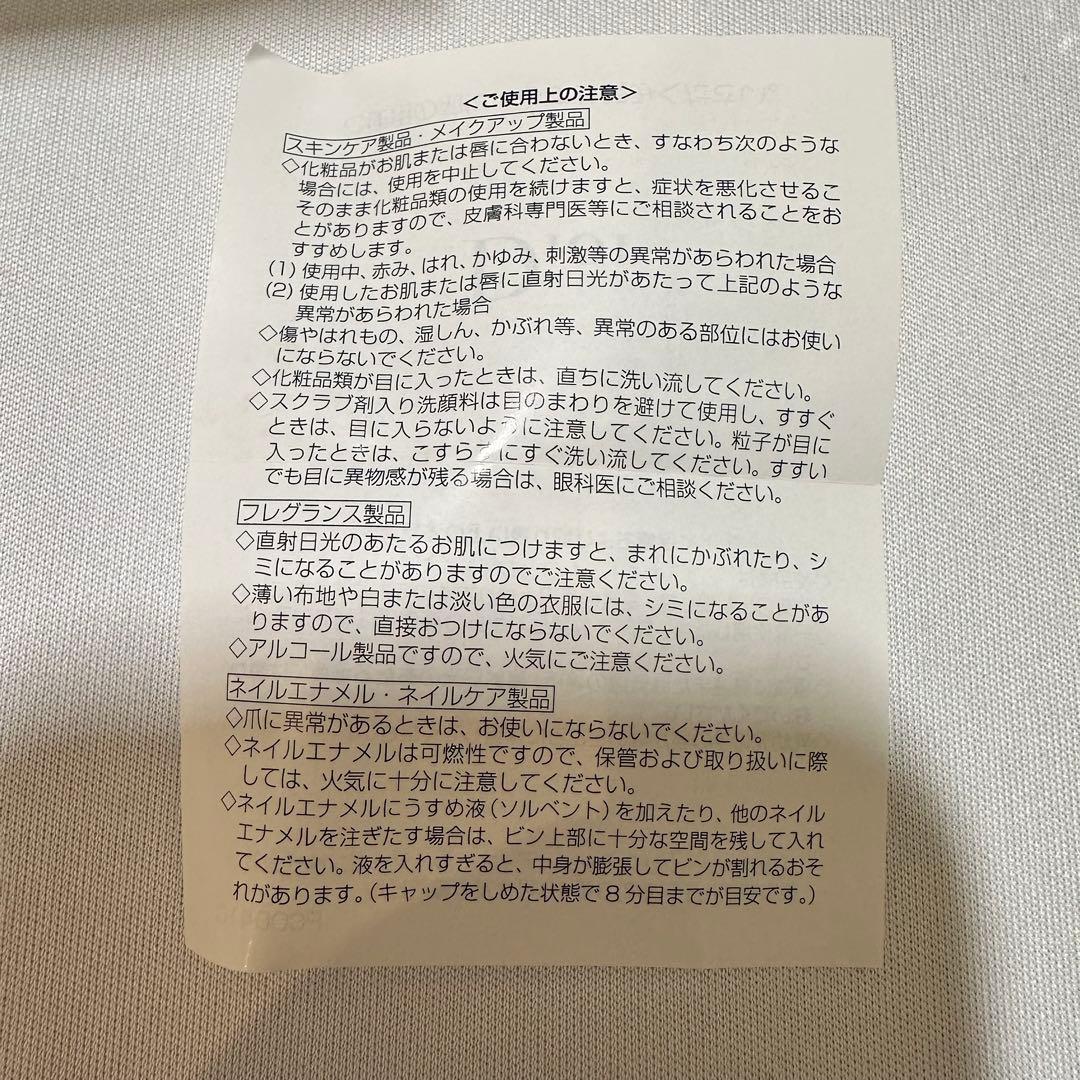 ＜ご使用上の注意＞
スキンケア製品・メイクアップ製品
◇化粧品がお肌または唇に合わないとき、すなわち次のような
場合には、使用を中止してください。
そのまま化粧品類の使用を続けますと、症状を悪化させるこ
とがありますので、皮膚科専門医等にご相談されることをお
すすめします。
(1) 使用中、赤み、はれ、かゆみ、刺激等の異常があらわれた場合
(2) 使用したお肌または唇に直射日光があたって上記のような
異常があらわれた場合
◇傷やはれもの、湿しん、かぶれ等、異常のある部位にはお使い
にならないでください。
◇化粧品類が目に入ったときは、直ちに洗い流してください。
◇スクラブ剤入り洗顔料は目のまわりを避けて使用し、すすぐ
ときは、目に入らないように注意してください。粒子が目に
入ったときは、こすらずにすぐ洗い流してください。すすい
でも目に異物感が残る場合は、眼科医にご相談ください。
フレグランス製品
◇直射日光のあたるお肌につけますと、まれにかぶれたり、シ
ミになることがありますのでご注意ください。
◇薄い布地や白または淡い色の衣服には、シミになることがあ
りますので、直接おつけにならないでください。
◇アルコール製品ですので、火気にご注意ください。
ネイルエナメル・ネイルケア製品
◇爪に異常があるときは、お使いにならないでください。
◇ネイルエナメルは可燃性ですので、保管および取り扱いに際
しては、火気に十分に注意してください。
◇ネイルエナメルにうすめ液（ソルベント）を加えたり、他のネイル
エナメルを注ぎたす場合は、ビン上部に十分な空間を残して入れ
てください。液を入れすぎると、中身が膨張してビンが割れるおそ
れがあります。（キャップをしめた状態で８分目までが目安です。）